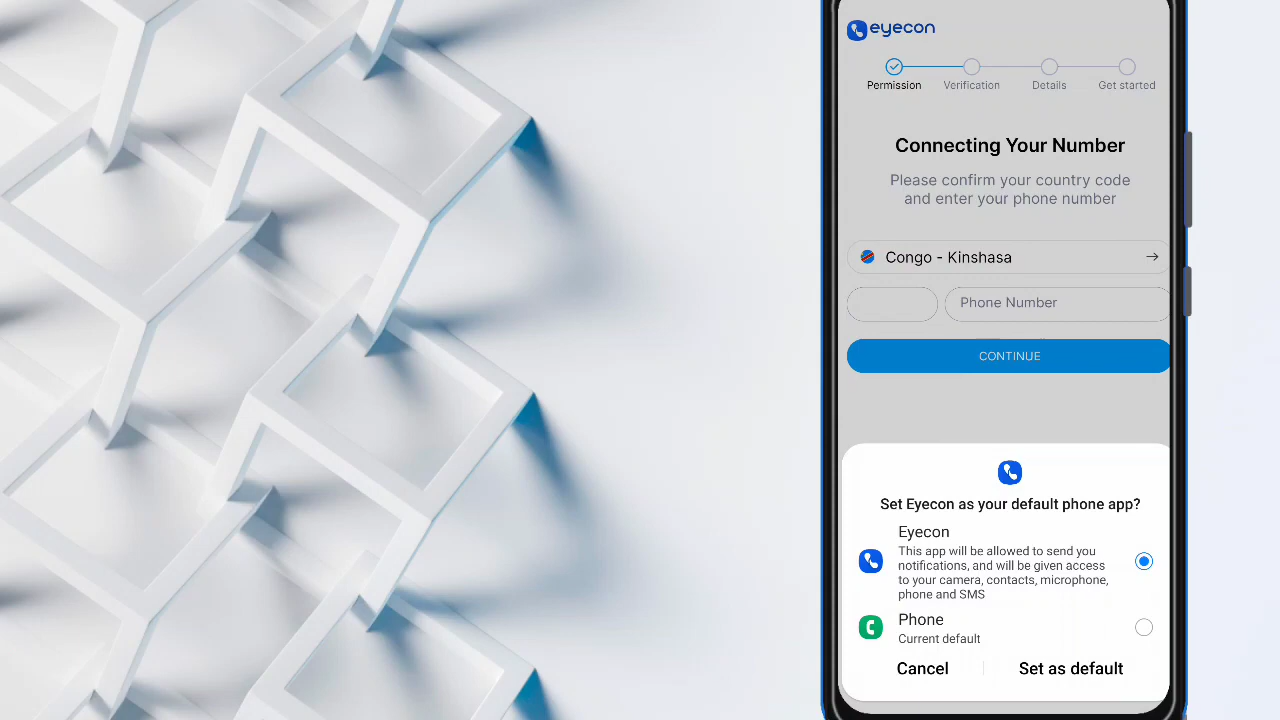 eyecon
Permission Verification Details Get started
Connecting Your Number
Please confirm your country code
and enter your phone number
Congo - Kinshasa
Phone Number
CONTINUE
Set Eyecon as your default phone app?
Eyecon
This app will be allowed to send you
notifications, and will be given access
to your camera, contacts, microphone,
phone and SMS
Phone
Current default
Cancel Set as default